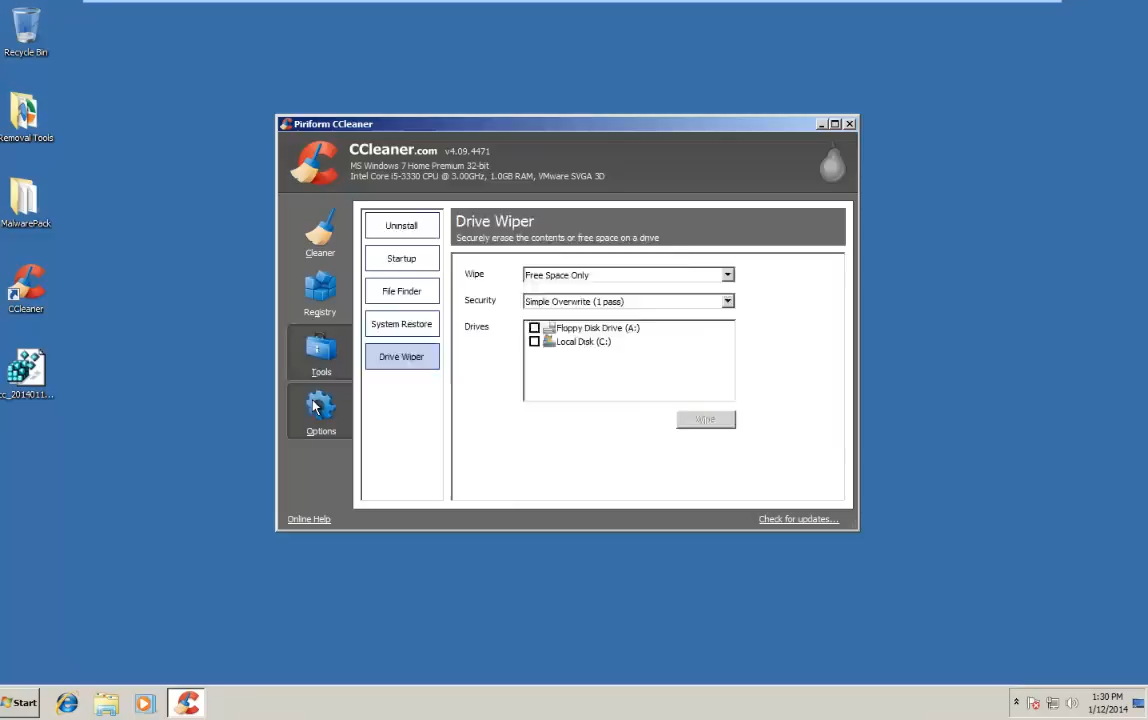 Recycle Bin
Removal Tools
MalwarePack
CCleaner
cc_2014011...
Piriform CCleaner
CCleaner.com v4.09.4471
MS Windows 7 Home Premium 32-bit
Intel Core i5-3330 CPU @ 3.00GHz, 1.0GB RAM, VMware SVGA 3D
Cleaner
Registry
Tools
Options
Uninstall
Startup
File Finder
System Restore
Drive Wiper
Drive Wiper
Securely erase the contents or free space on a drive
Wipe
Free Space Only
Security
Simple Overwrite (1 pass)
Drives
Floppy Disk Drive (A:)
Local Disk (C:)
Wipe
Online Help
Check for updates...
Start
1:30 PM
1/12/2014